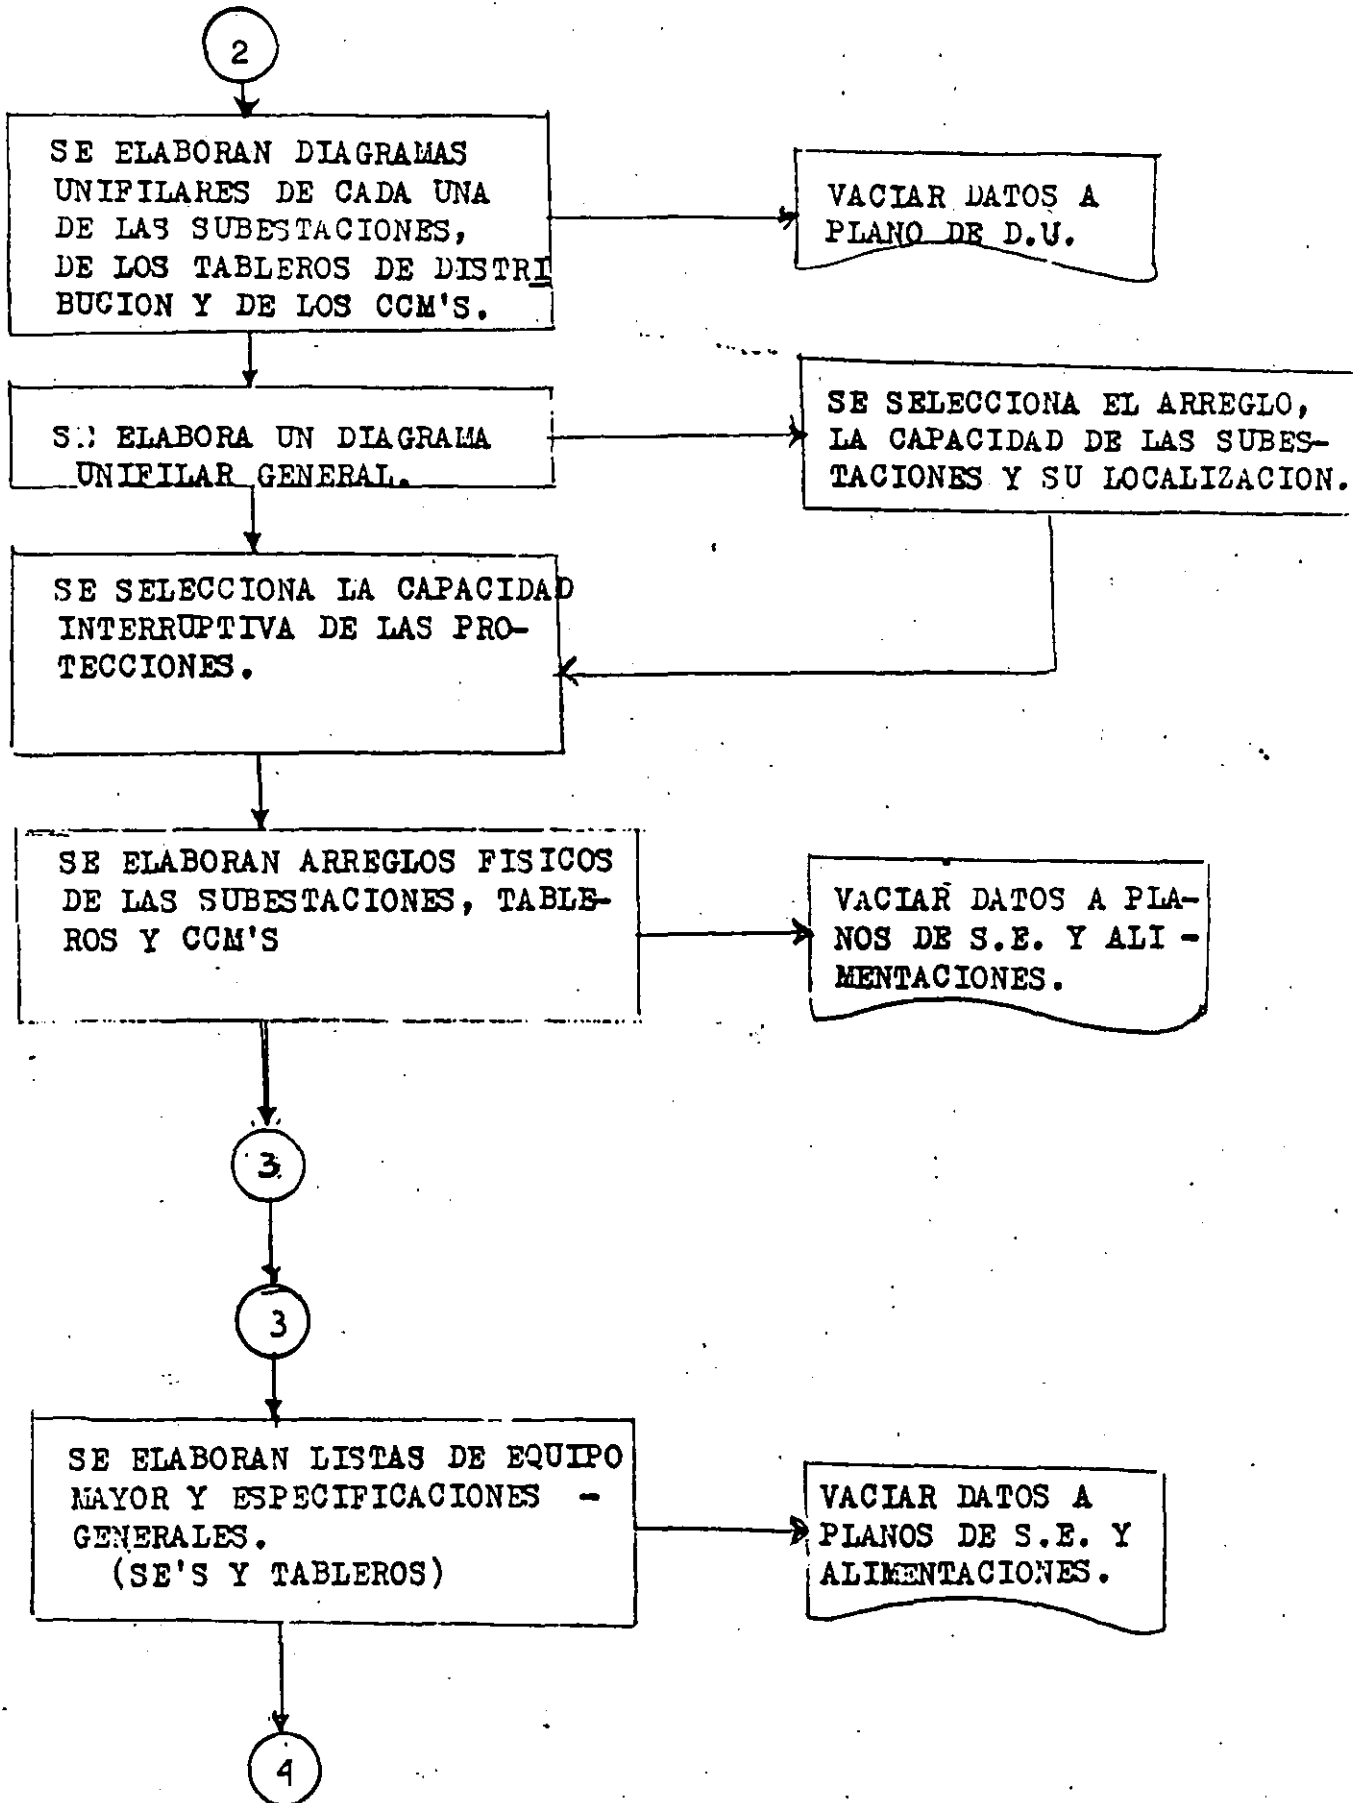 2
SE ELABORAN DIAGRAMAS
UNIFILARES DE CADA UNA
DE LAS SUBESTACIONES,
DE LOS TABLEROS DE DISTRI
BUCION Y DE LOS CCM'S.
VACIAR DATOS A
PLANO DE D.U.
ELABORA UN DIAGRAMA
UNIFILAR GENERAL.
SE SELECCIONA EL ARREGLO,
LA CAPACIDAD DE LAS SUBES-
TACIONES Y SU LOCALIZACION.
SE SELECCIONA LA CAPACIDAD
INTERRUPTIVA DE LAS PRO-
TECCIONES.
SE ELABORAN ARREGLOS FISICOS
DE LAS SUBESTACIONES, TABLE-
ROS Y CCM'S
VACIAR DATOS A PLA-
NOS DE S.E. Y ALI -
MENTACIONES.
3
3
SE ELABORAN LISTAS DE EQUIPO
MAYOR Y ESPECIFICACIONES -
GENERALES.
(SE'S Y TABLEROS)
VACIAR DATOS A
PLANOS DE S.E. Y
ALIMENTACIONES.
4